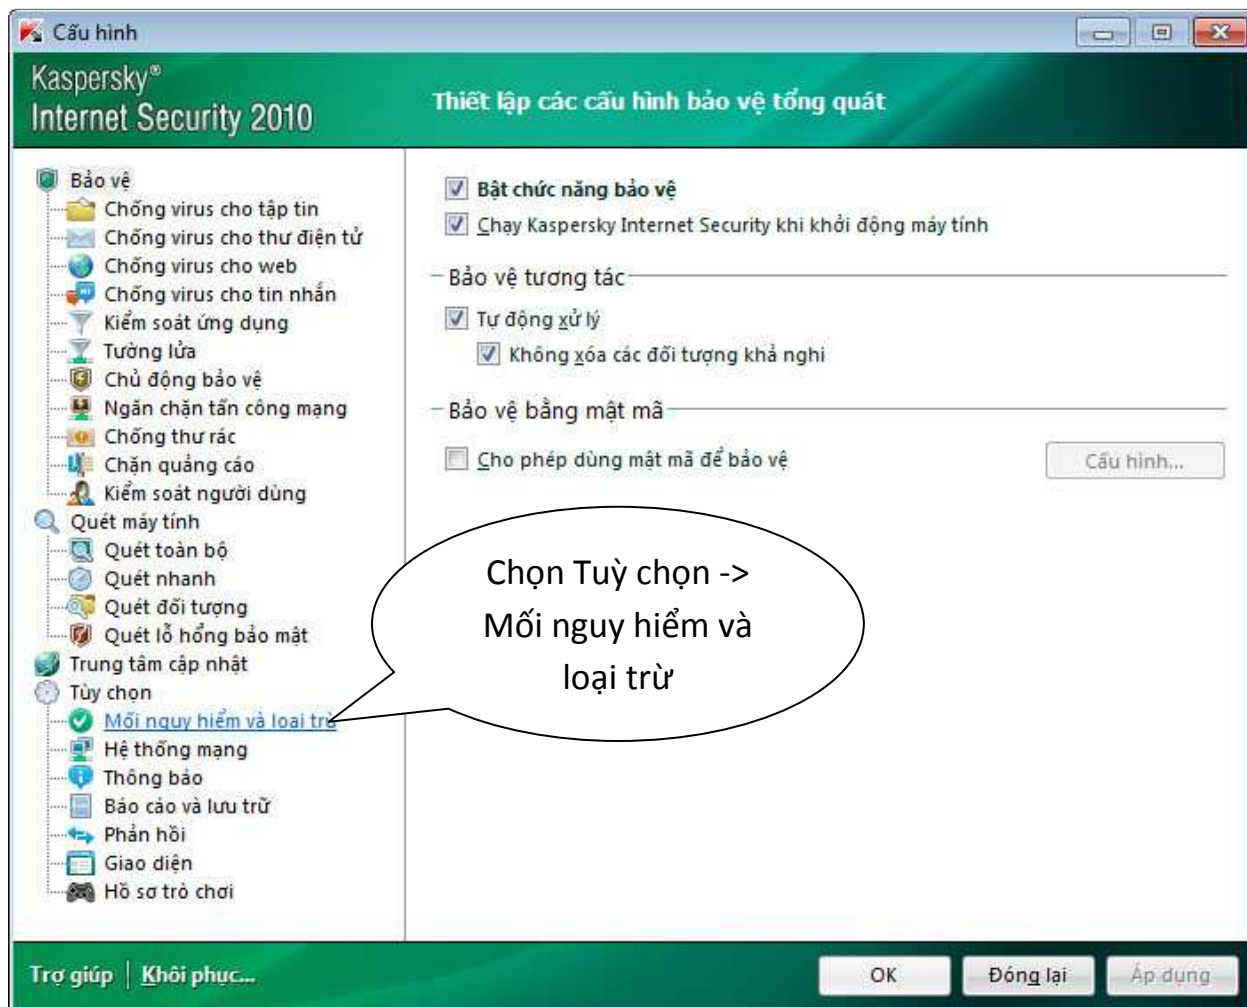 Cấu hình
Kaspersky®
Internet Security 2010
Thiết lập các cấu hình bảo vệ tổng quát
Bảo vệ
Chống virus cho tập tin
Chống virus cho thư điện tử
Chống virus cho web
Chống virus cho tin nhắn
Kiểm soát ứng dụng
Tường lửa
Chủ động bảo vệ
Ngăn chặn tấn công mạng
Chống thư rác
Chặn quảng cáo
Kiểm soát người dùng
Quét máy tính
Quét toàn bộ
Quét nhanh
Quét đối tượng
Quét lỗ hổng bảo mật
Trung tâm cập nhật
Tùy chọn
Mối nguy hiểm và loại trừ
Hệ thống mạng
Thông báo
Báo cáo và lưu trữ
Phản hồi
Giao diện
Hồ sơ trò chơi
Bật chức năng bảo vệ
Chạy Kaspersky Internet Security khi khởi động máy tính
Bảo vệ tương tác
Tự động xử lý
Không xóa các đối tượng khả nghi
Bảo vệ bằng mật mã
Cho phép dùng mật mã để bảo vệ
Cấu hình...
Chọn Tuỳ chọn ->
Mối nguy hiểm và
loại trừ
Trợ giúp | Khôi phục...
OK
Đóng lại
Áp dụng